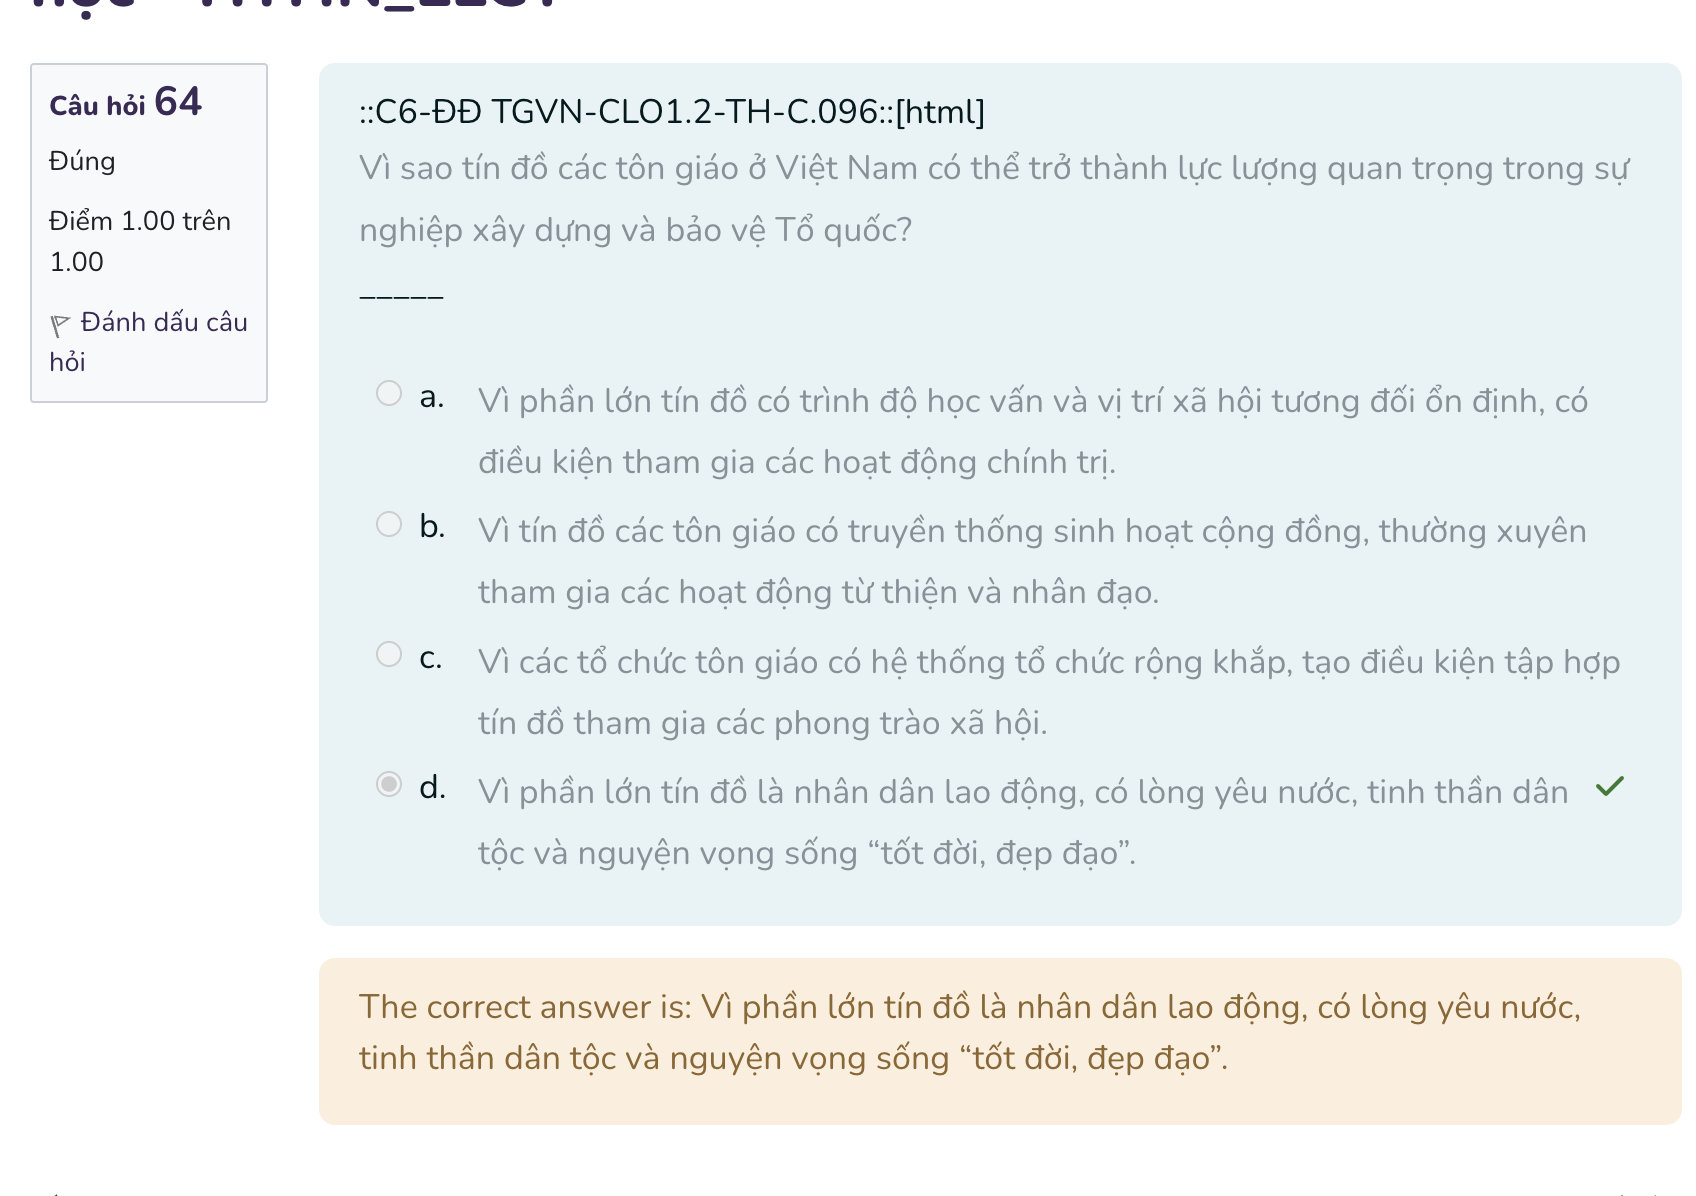 Câu hỏi 64
Đúng
Điểm 1.00 trên
1.00
Đánh dấu câu
hỏi
::C6-ĐĐ TGVN-CLO1.2-TH-C.096::[html]
Vì sao tín đồ các tôn giáo ở Việt Nam có thể trở thành lực lượng quan trọng trong sự
nghiệp xây dựng và bảo vệ Tổ quốc?
_____
a. Vì phần lớn tín đồ có trình độ học vấn và vị trí xã hội tương đối ổn định, có
điều kiện tham gia các hoạt động chính trị.
b. Vì tín đồ các tôn giáo có truyền thống sinh hoạt cộng đồng, thường xuyên
tham gia các hoạt động từ thiện và nhân đạo.
c. Vì các tổ chức tôn giáo có hệ thống tổ chức rộng khắp, tạo điều kiện tập hợp
tín đồ tham gia các phong trào xã hội.
d. Vì phần lớn tín đồ là nhân dân lao động, có lòng yêu nước, tinh thần dân
tộc và nguyện vọng sống “tốt đời, đẹp đạo”.
The correct answer is: Vì phần lớn tín đồ là nhân dân lao động, có lòng yêu nước,
tinh thần dân tộc và nguyện vọng sống “tốt đời, đẹp đạo”.